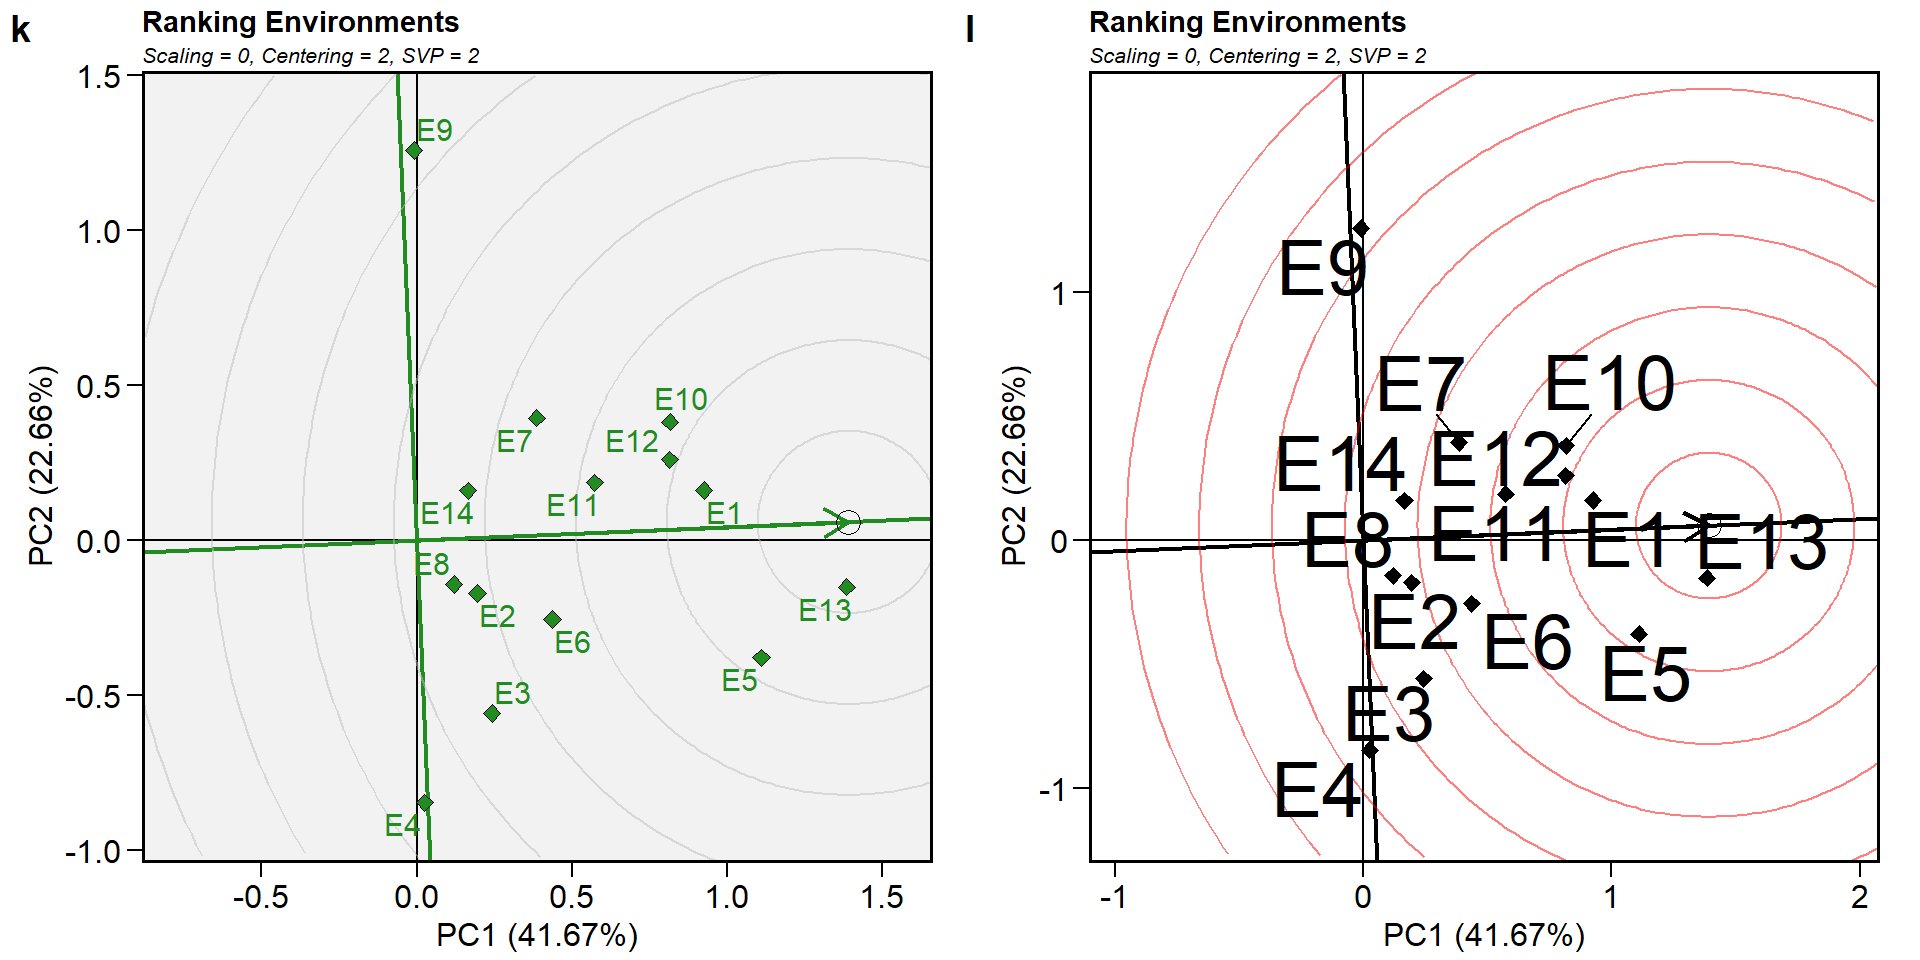 k
Ranking Environments
Scaling = 0, Centering = 2, SVP = 2
1.5
1.0
0.5
0.0
-0.5
-1.0
PC2 (22.66%)
E9
E10
E7
E12
E14
E11
E1
E8
E2
E13
E6
E5
E3
E4
-0.5
0.0
0.5
1.0
1.5
PC1 (41.67%)
l
Ranking Environments
Scaling = 0, Centering = 2, SVP = 2
1
0
-1
PC2 (22.66%)
E9
E7
E10
E14
E12
E8
E11
E1
E13
E2
E6
E5
E3
E4
-1
0
1
2
PC1 (41.67%)